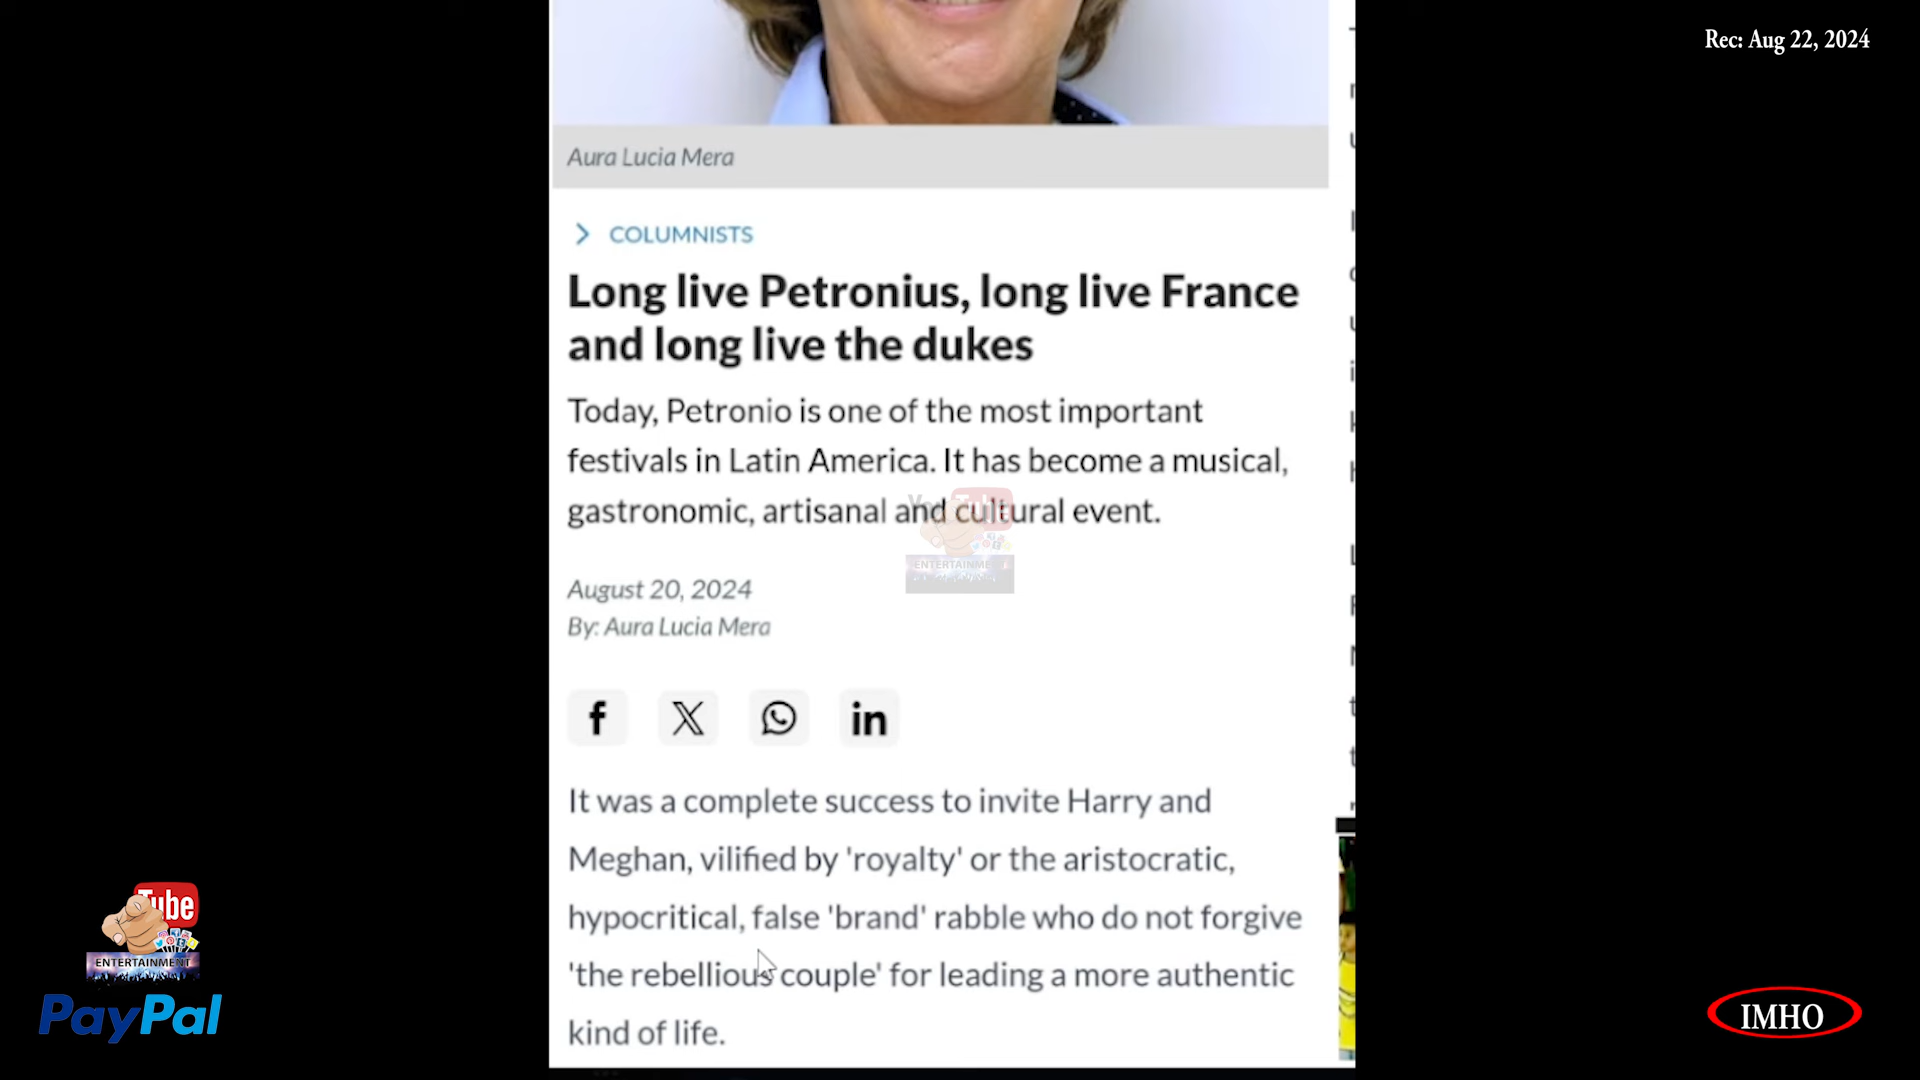 Rec: Aug 22, 2024
Aura Lucia Mera
COLUMNISTS
Long live Petronius, long live France
and long live the dukes
Today, Petronio is one of the most important
festivals in Latin America. It has become a musical,
gastronomic, artisanal and cultural event.
August 20, 2024
By: Aura Lucia Mera
It was a complete success to invite Harry and
Meghan, vilified by 'royalty' or the aristocratic,
hypocritical, false 'brand' rabble who do not forgive
'the rebellious couple' for leading a more authentic
kind of life.
You Tube
ENTERTAINMENT
Tube
ENTERTAINMENT
PayPal
IMHO